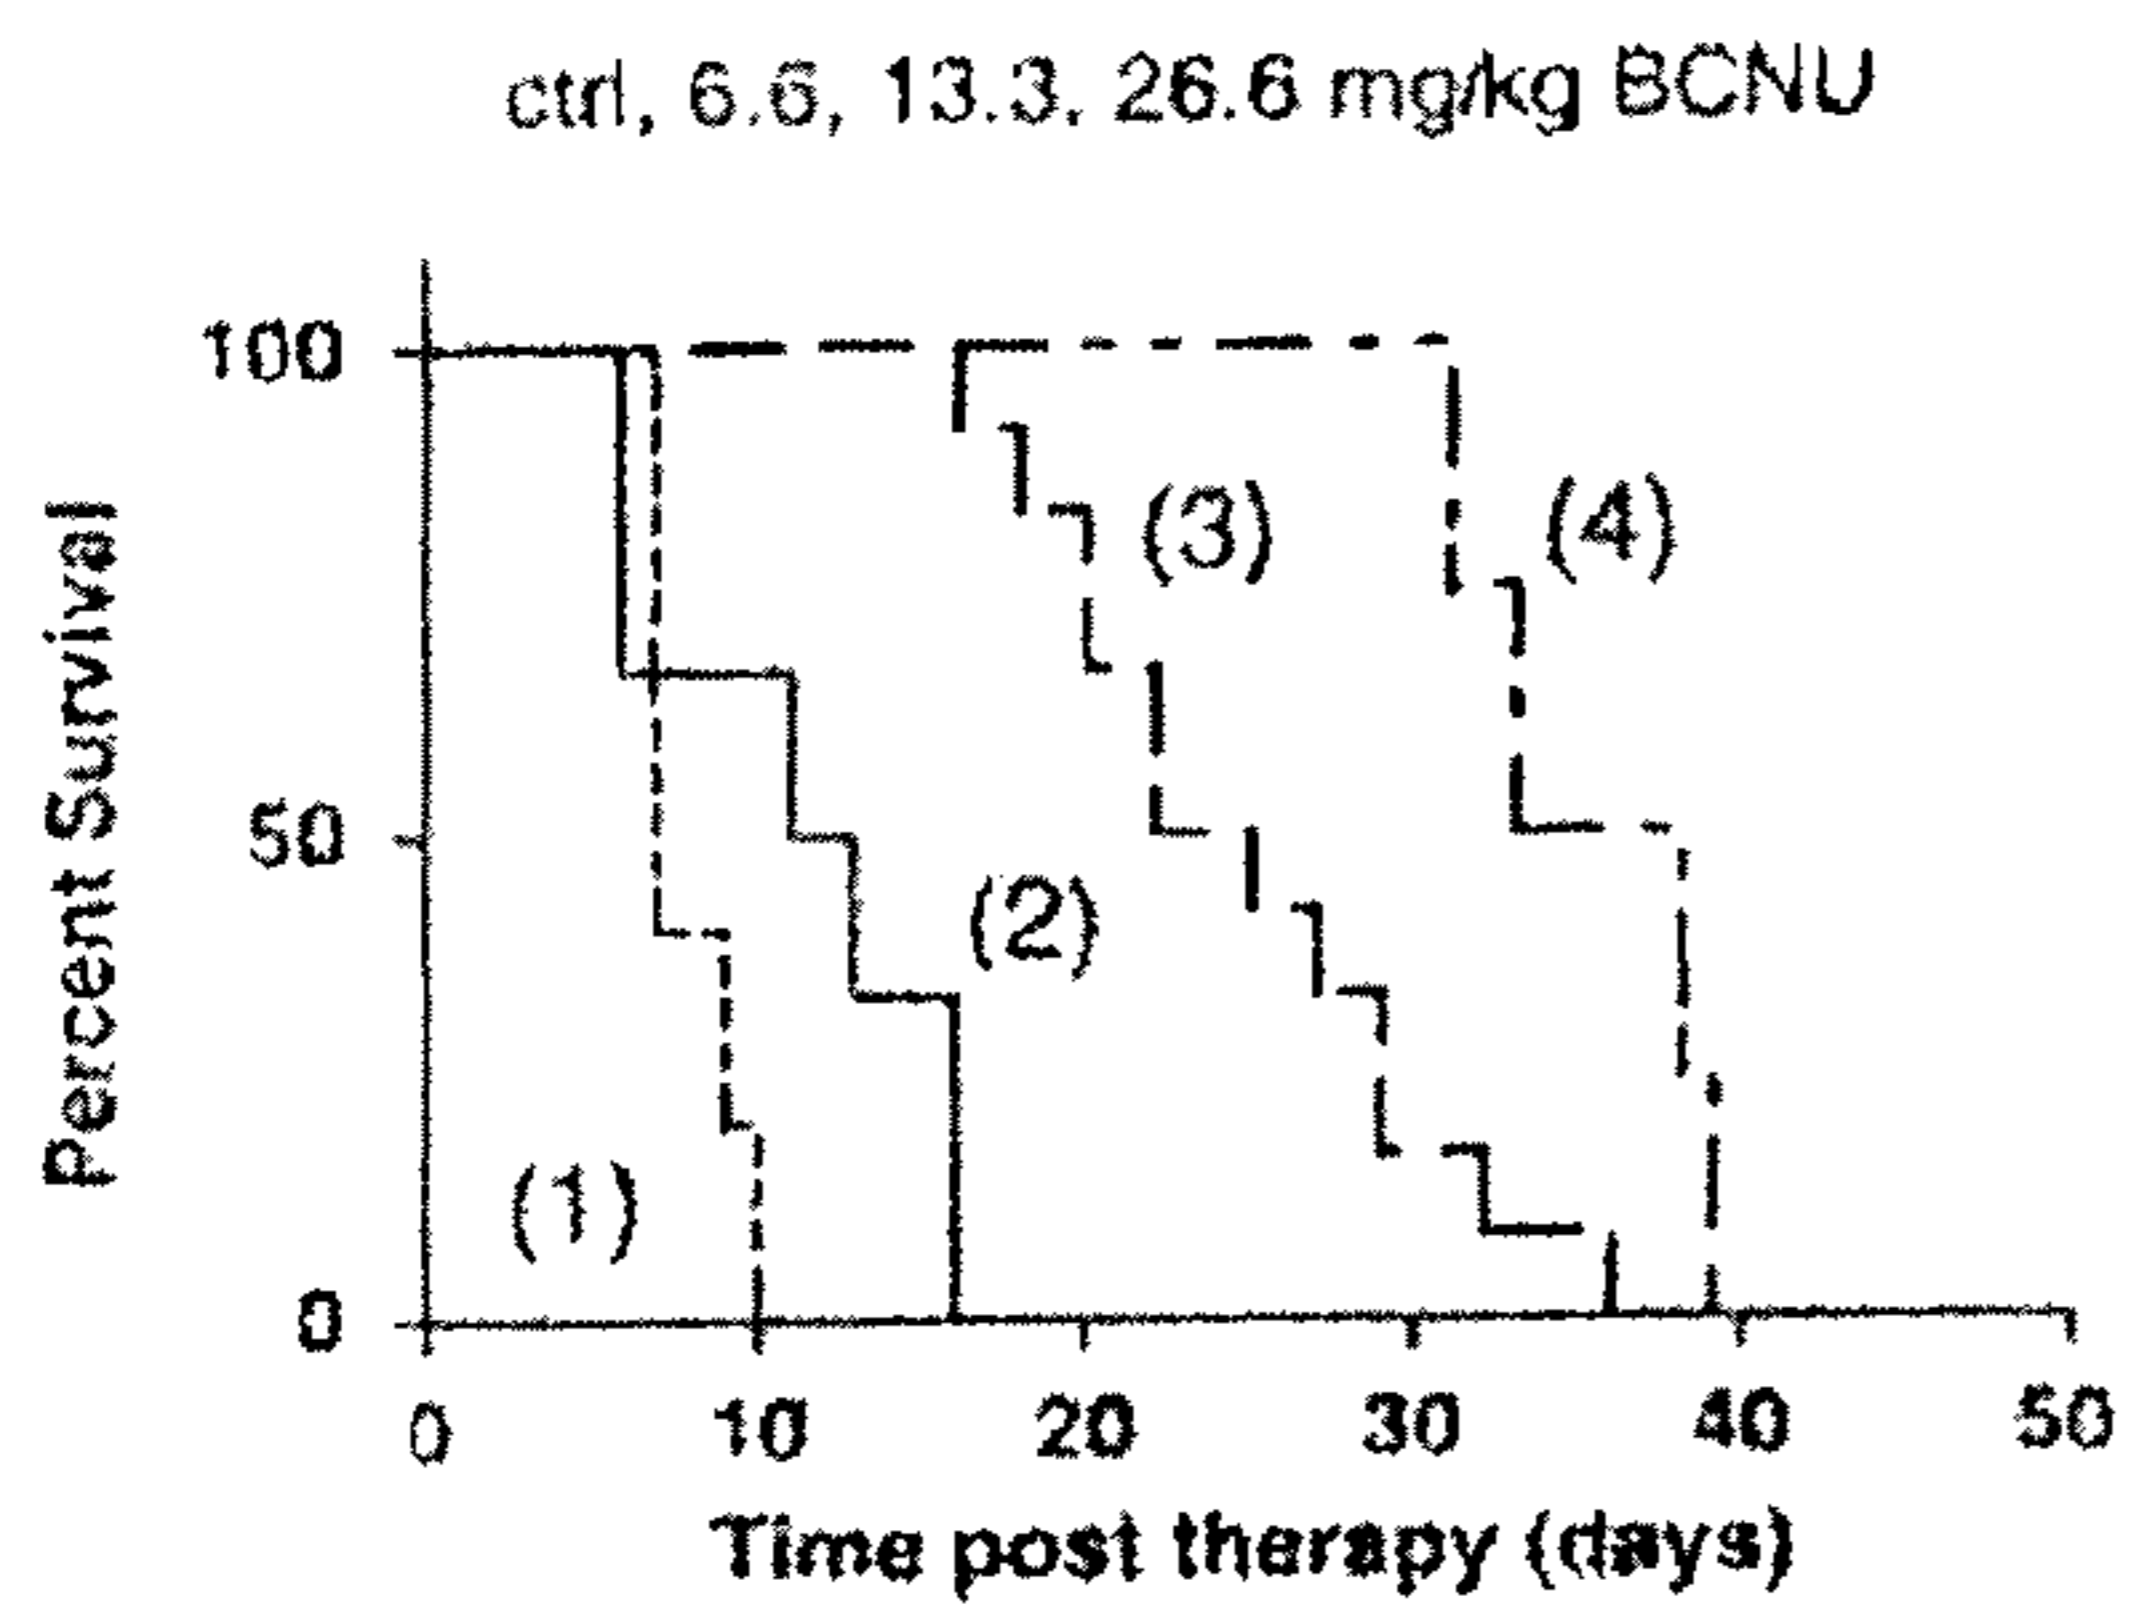 ctrl, 6.6, 13.3, 26.6 mg/kg BCNU
100
50
0
Percent Survival
(1)
(2)
(3)
(4)
0 10 20 30 40 50
Time post therapy (days)